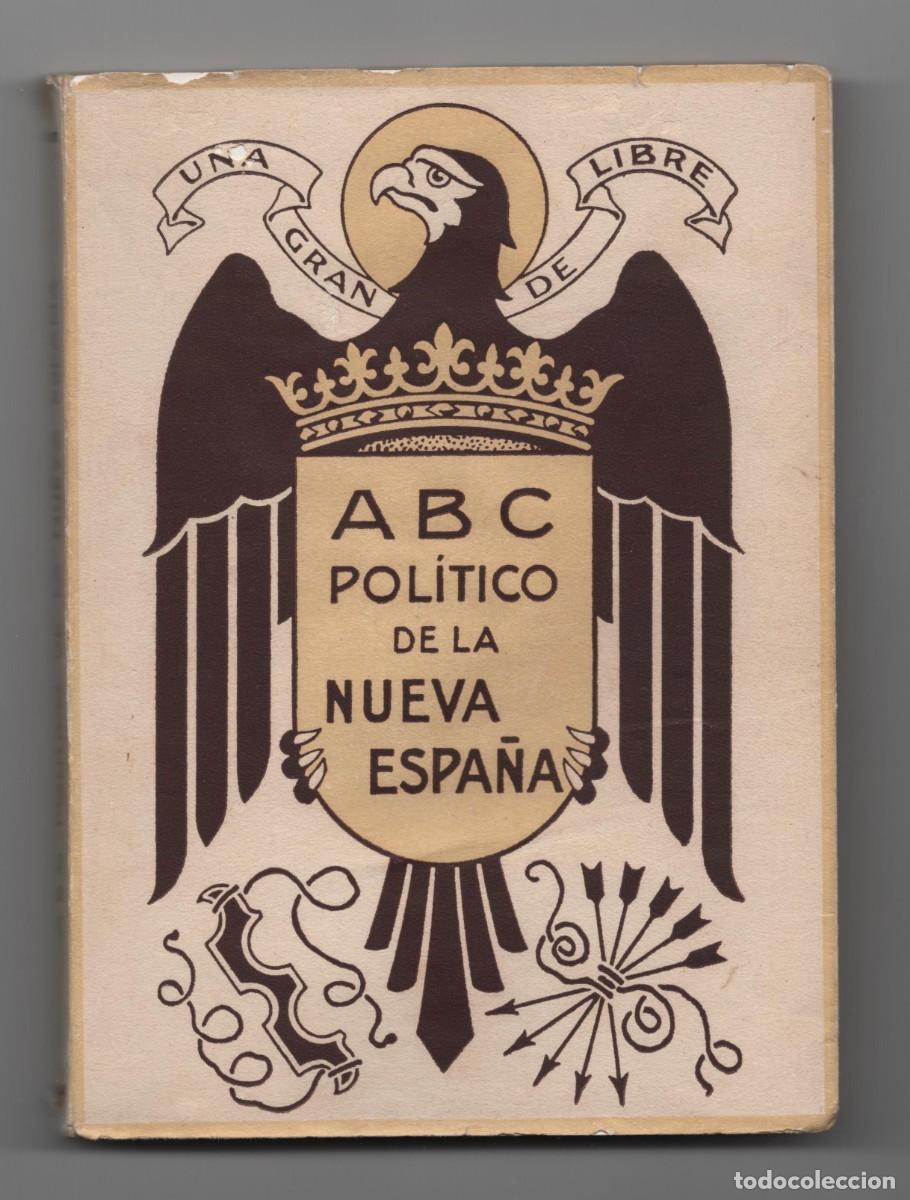 UNA
GRAN
DE
LIBRE
ABC
POLÍTICO
DE LA
NUEVA
ESPAÑA
todocoleccion